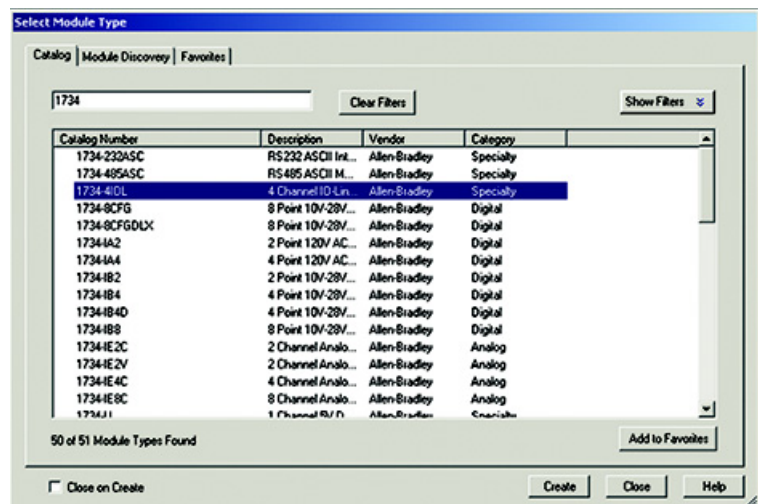 Select Module Type
Catalog Module Discovery Favorites
1734 Clear Filters Show Filters
Catalog Number Description Vendor Category
1734-232ASC RS232 ASCII Int... Allen-Bradley Specialty
1734-485ASC RS485 ASCII M... Allen-Bradley Specialty
1734-4IOL 4 Channel IO-Lin... Allen-Bradley Specialty
1734-8CFG 8 Point 10V-28V... Allen-Bradley Digital
1734-8CFGDLX 8 Point 10V-28V... Allen-Bradley Digital
1734-IA2 2 Point 120V AC... Allen-Bradley Digital
1734-IA4 4 Point 120V AC... Allen-Bradley Digital
1734-IB2 2 Point 10V-28V... Allen-Bradley Digital
1734-IB4 4 Point 10V-28V... Allen-Bradley Digital
1734-IB4D 4 Point 10V-28V... Allen-Bradley Digital
1734-IB8 8 Point 10V-28V... Allen-Bradley Digital
1734-IE2C 2 Channel Analo... Allen-Bradley Analog
1734-IE2V 2 Channel Analo... Allen-Bradley Analog
1734-IE4C 4 Channel Analo... Allen-Bradley Analog
1734-IE8C 8 Channel Analo... Allen-Bradley Analog
1 Channel 5V D... Allen-Bradley Specialty
50 of 51 Module Types Found Add to Favorites
Close on Create Create Close Help